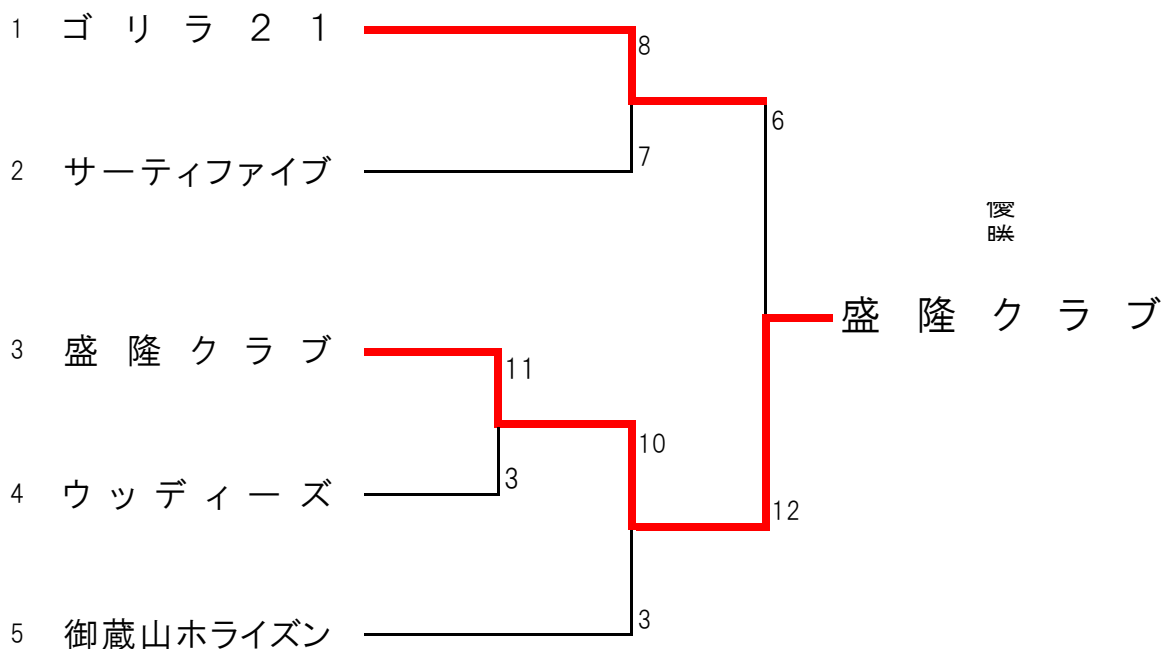 1 ゴリラ２１
8
6
2 サーティファイブ
7
優
勝
盛隆クラブ
3 盛隆クラブ
11
10
4 ウッディーズ
3
12
5 御蔵山ホライズン
3